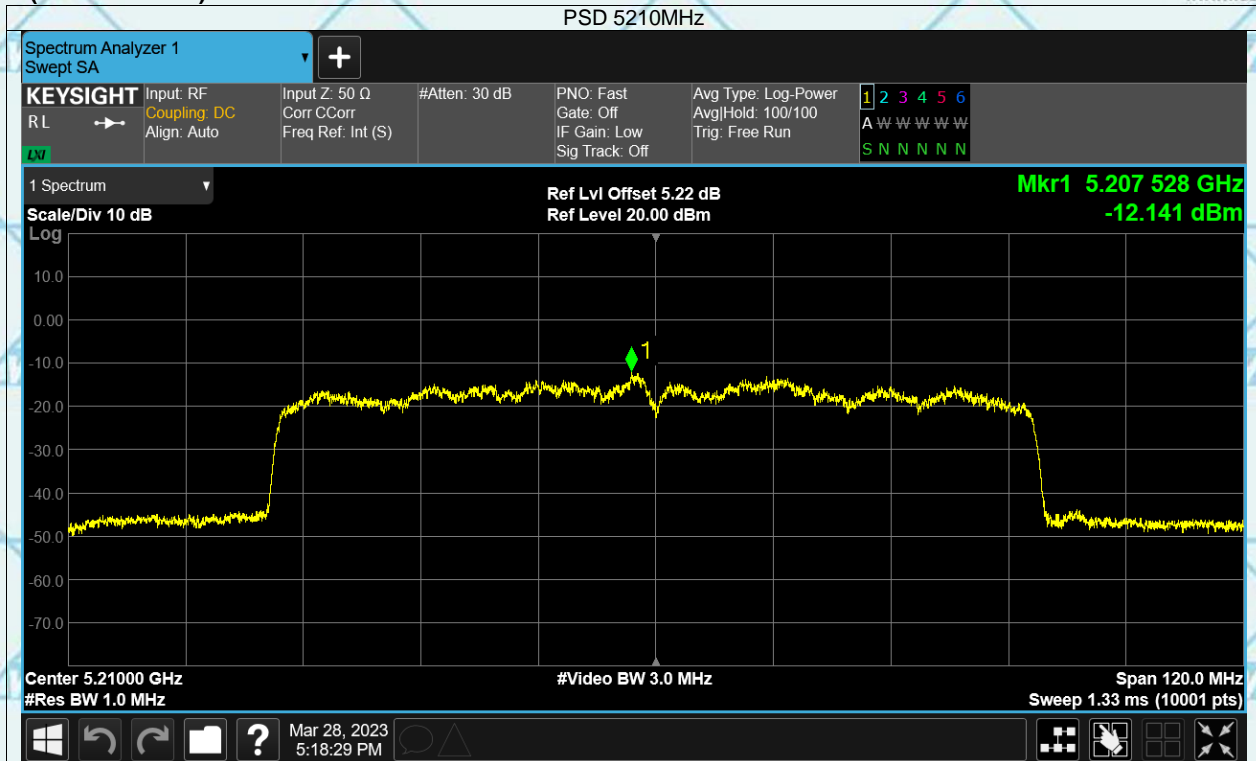 PSD 5210MHz
Spectrum Analyzer 1
Swept SA
KEYSIGHT
R L
LXI
Input: RF
Coupling: DC
Align: Auto
Input Z: 50 Ω
Corr CCorr
Freq Ref: Int (S)
#Atten: 30 dB
PNO: Fast
Gate: Off
IF Gain: Low
Sig Track: Off
Avg Type: Log-Power
Avg|Hold: 100/100
Trig: Free Run
1 2 3 4 5 6
A W W W W W
S N N N N N
1 Spectrum
Scale/Div 10 dB
Ref Lvl Offset 5.22 dB
Ref Level 20.00 dBm
Mkr1 5.207 528 GHz
-12.141 dBm
Log
10.0
0.00
-10.0
-20.0
-30.0
-40.0
-50.0
-60.0
-70.0
1
Center 5.21000 GHz
#Res BW 1.0 MHz
#Video BW 3.0 MHz
Span 120.0 MHz
Sweep 1.33 ms (10001 pts)
?
Mar 28, 2023
5:18:29 PM